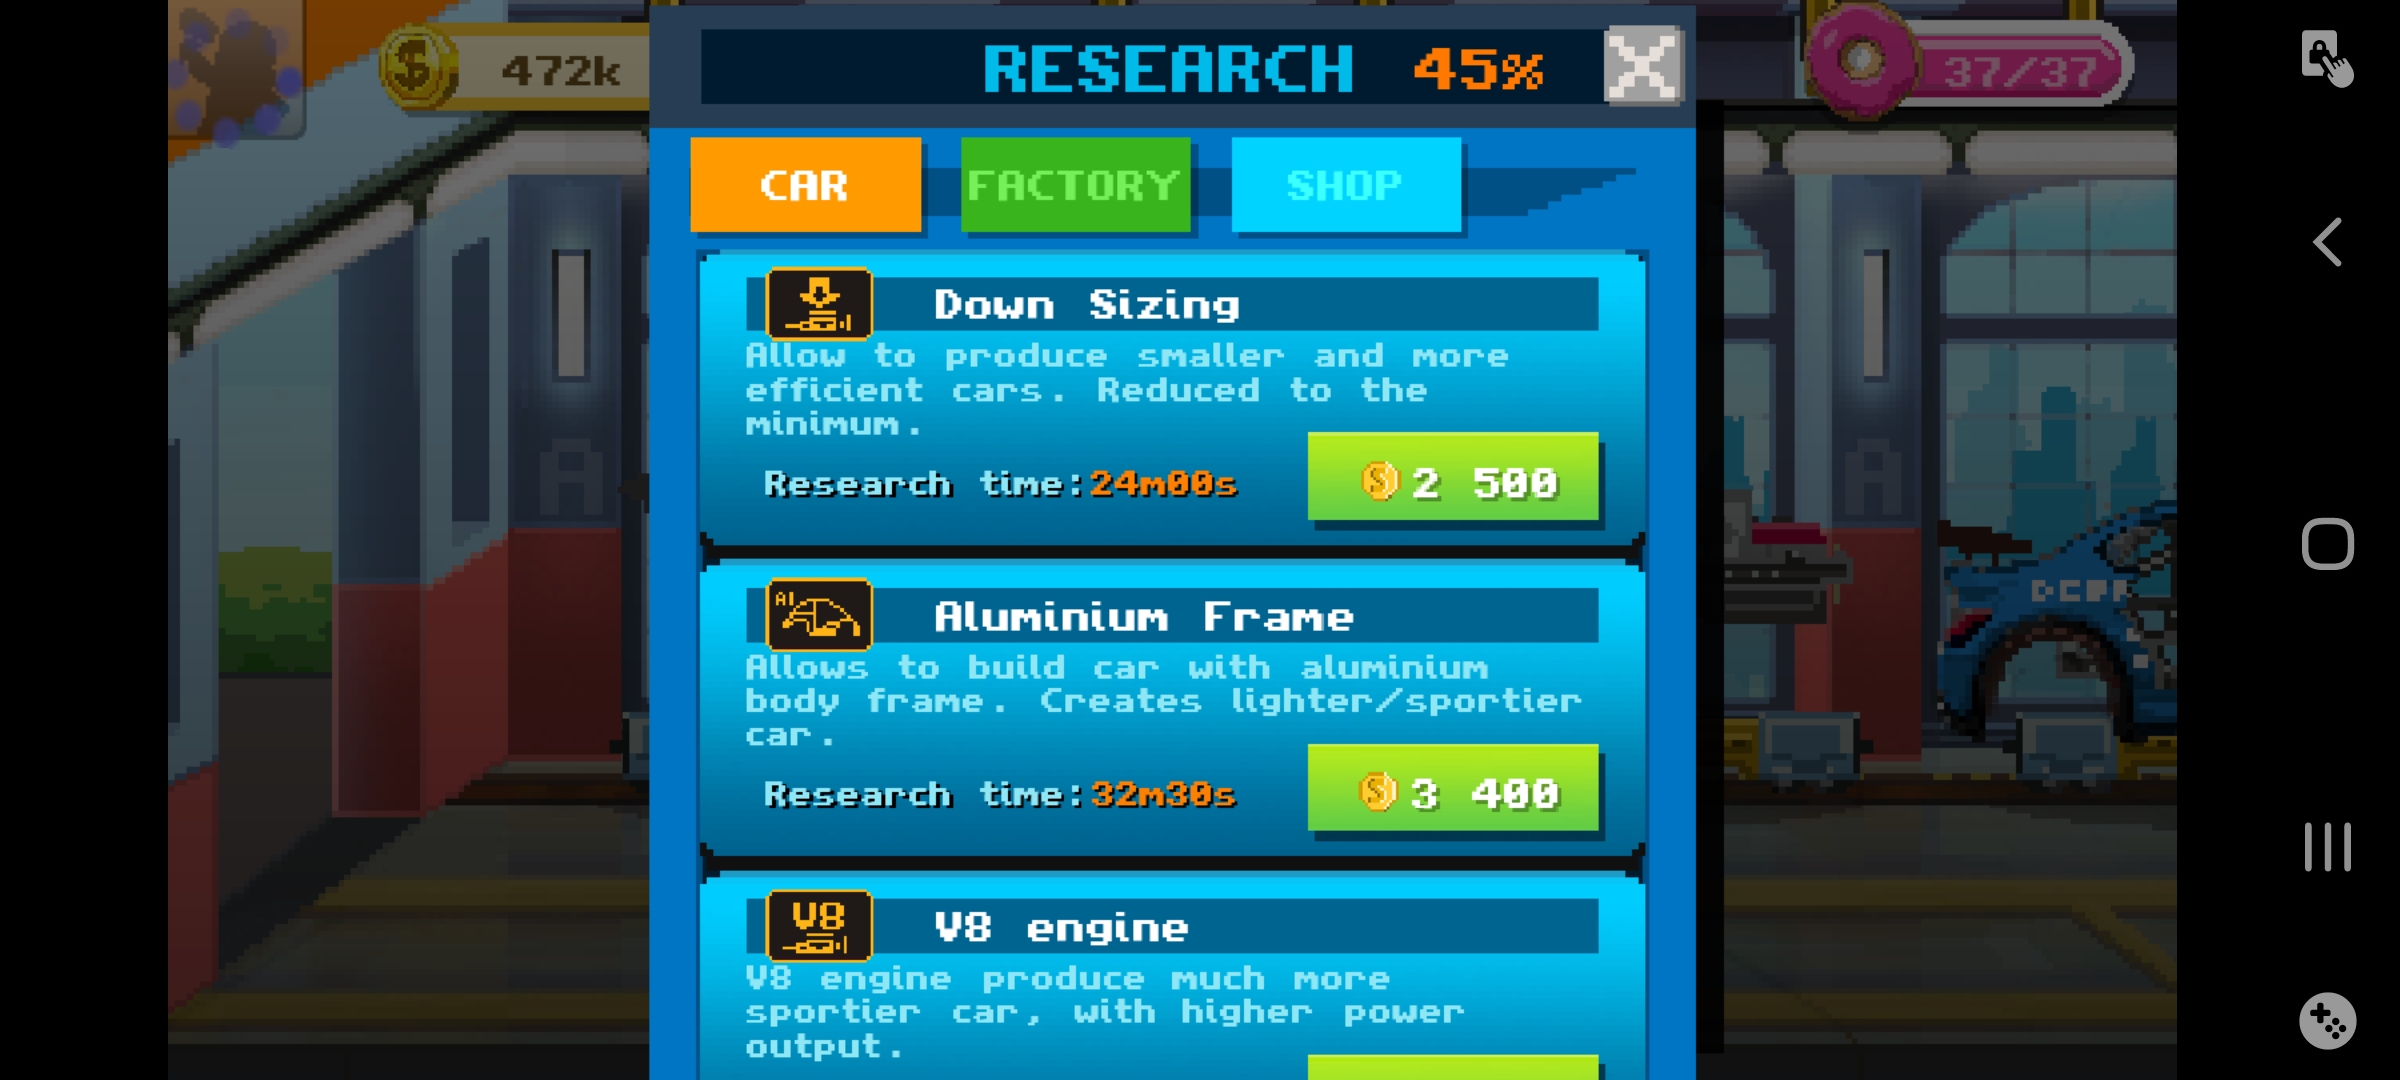 472k
RESEARCH 45%
37/37
CAR
FACTORY
SHOP
Down Sizing
Allow to produce smaller and more
efficient cars. Reduced to the
minimum.
Research time:24m00s
2 500
Al
Aluminium Frame
Allows to build car with aluminium
body frame. Creates lighter/sportier
car.
Research time:32m30s
3 400
V8
V8 engine
V8 engine produce much more
sportier car, with higher power
output.
A
A